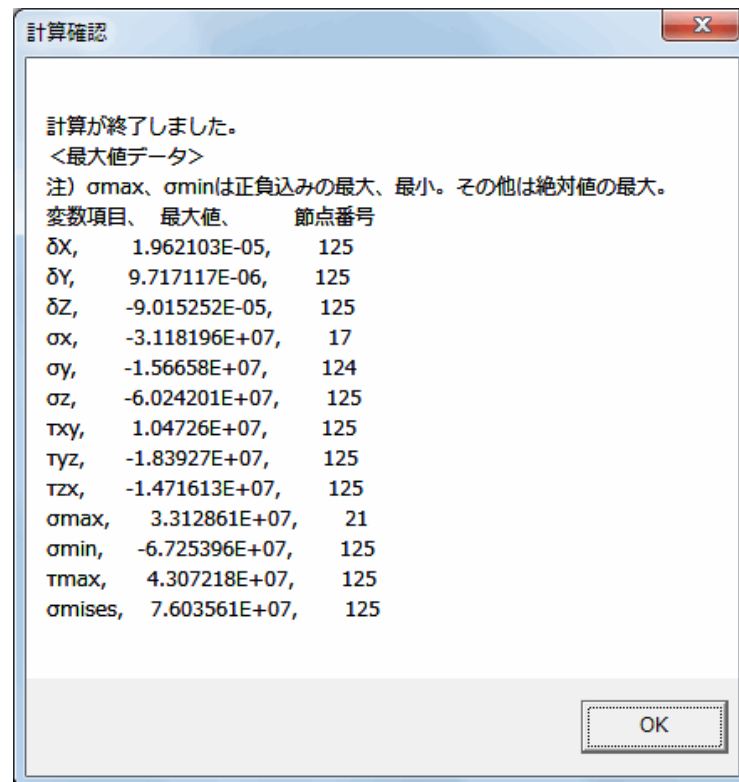 計算確認
計算が終了しました。
＜最大値データ＞
注）σmax、σminは正負込みの最大、最小。その他は絶対値の最大。
変数項目、 最大値、 節点番号
δX, 1.962103E-05, 125
δY, 9.717117E-06, 125
δZ, -9.015252E-05, 125
σx, -3.118196E+07, 17
σy, -1.56658E+07, 124
σz, -6.024201E+07, 125
τxy, 1.04726E+07, 125
τyz, -1.83927E+07, 125
τzx, -1.471613E+07, 125
σmax, 3.312861E+07, 21
σmin, -6.725396E+07, 125
τmax, 4.307218E+07, 125
σmises, 7.603561E+07, 125
OK